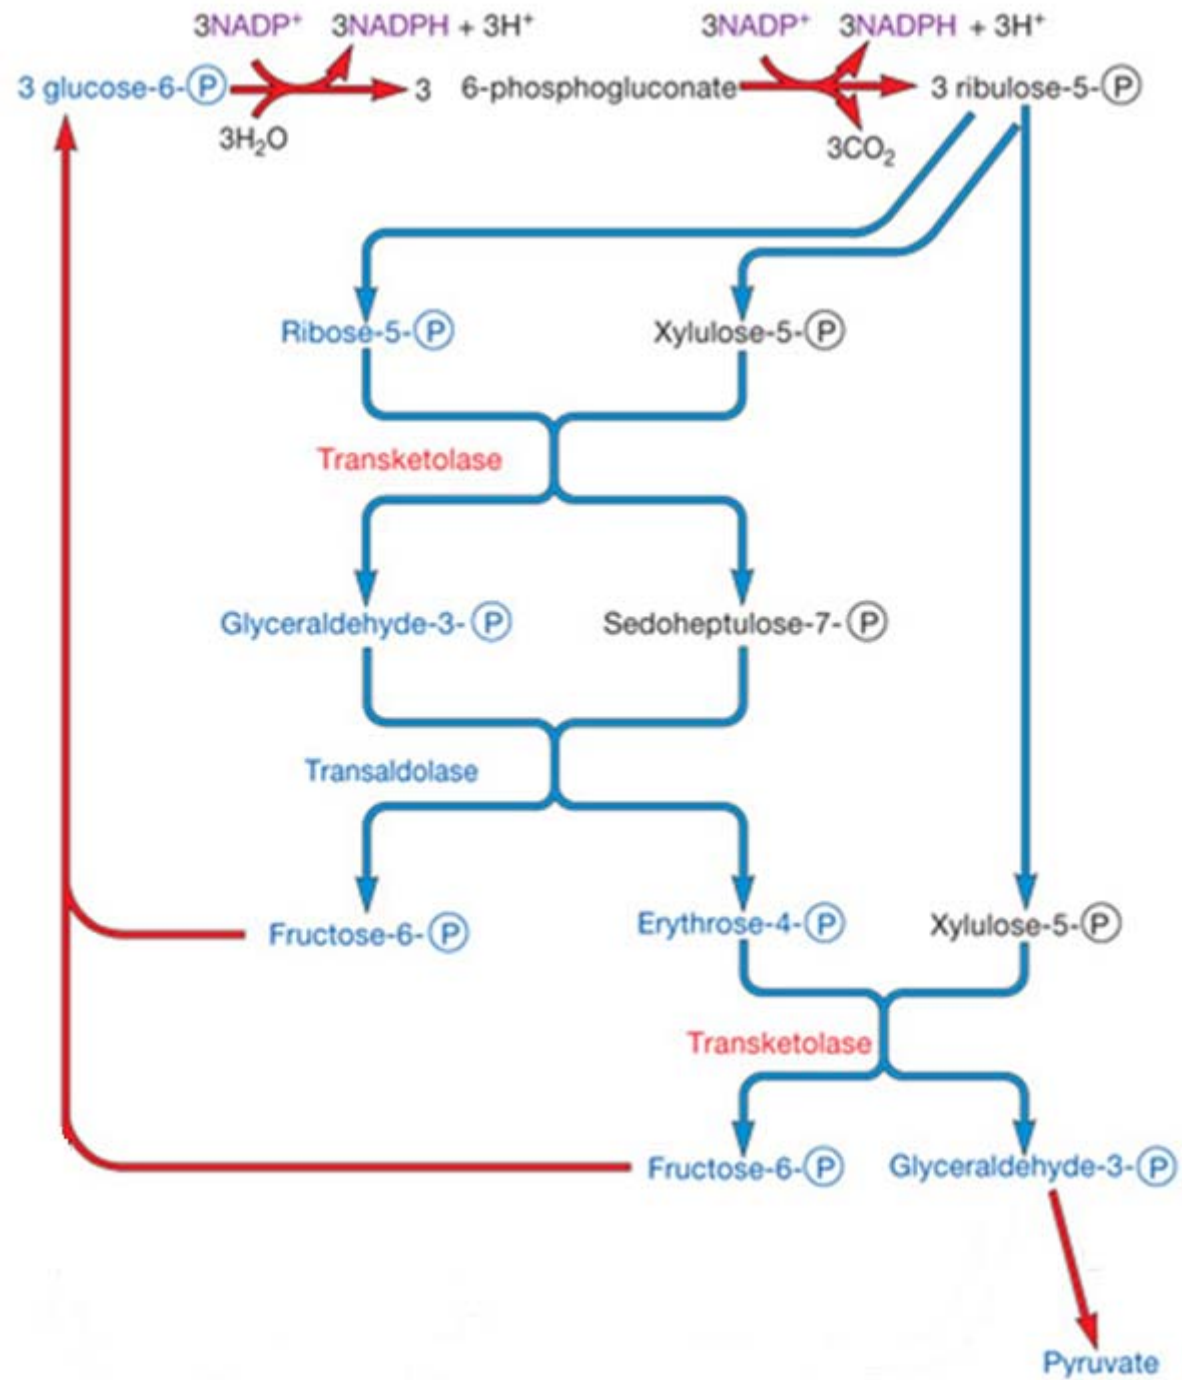 3NADP⁺ 3NADPH + 3H⁺ 3NADP⁺ 3NADPH + 3H⁺
3 glucose-6-P 3 6-phosphogluconate 3 ribulose-5-P
3H₂O 3CO₂
Ribose-5-P Xylulose-5-P
Transketolase
Glyceraldehyde-3-P Sedoheptulose-7-P
Transaldolase
Fructose-6-P Erythrose-4-P Xylulose-5-P
Transketolase
Fructose-6-P Glyceraldehyde-3-P
Pyruvate